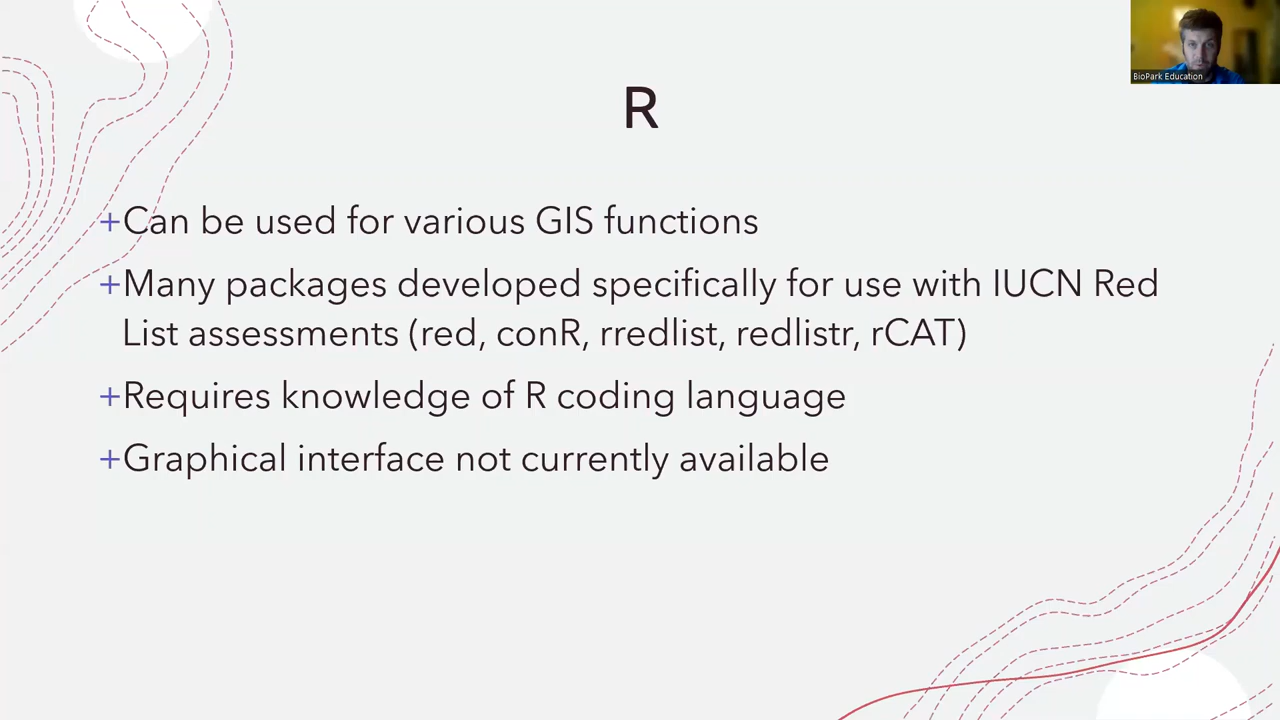 BioPark Education
R
+Can be used for various GIS functions
+Many packages developed specifically for use with IUCN Red
List assessments (red, conR, rredlist, redlistr, rCAT)
+Requires knowledge of R coding language
+Graphical interface not currently available